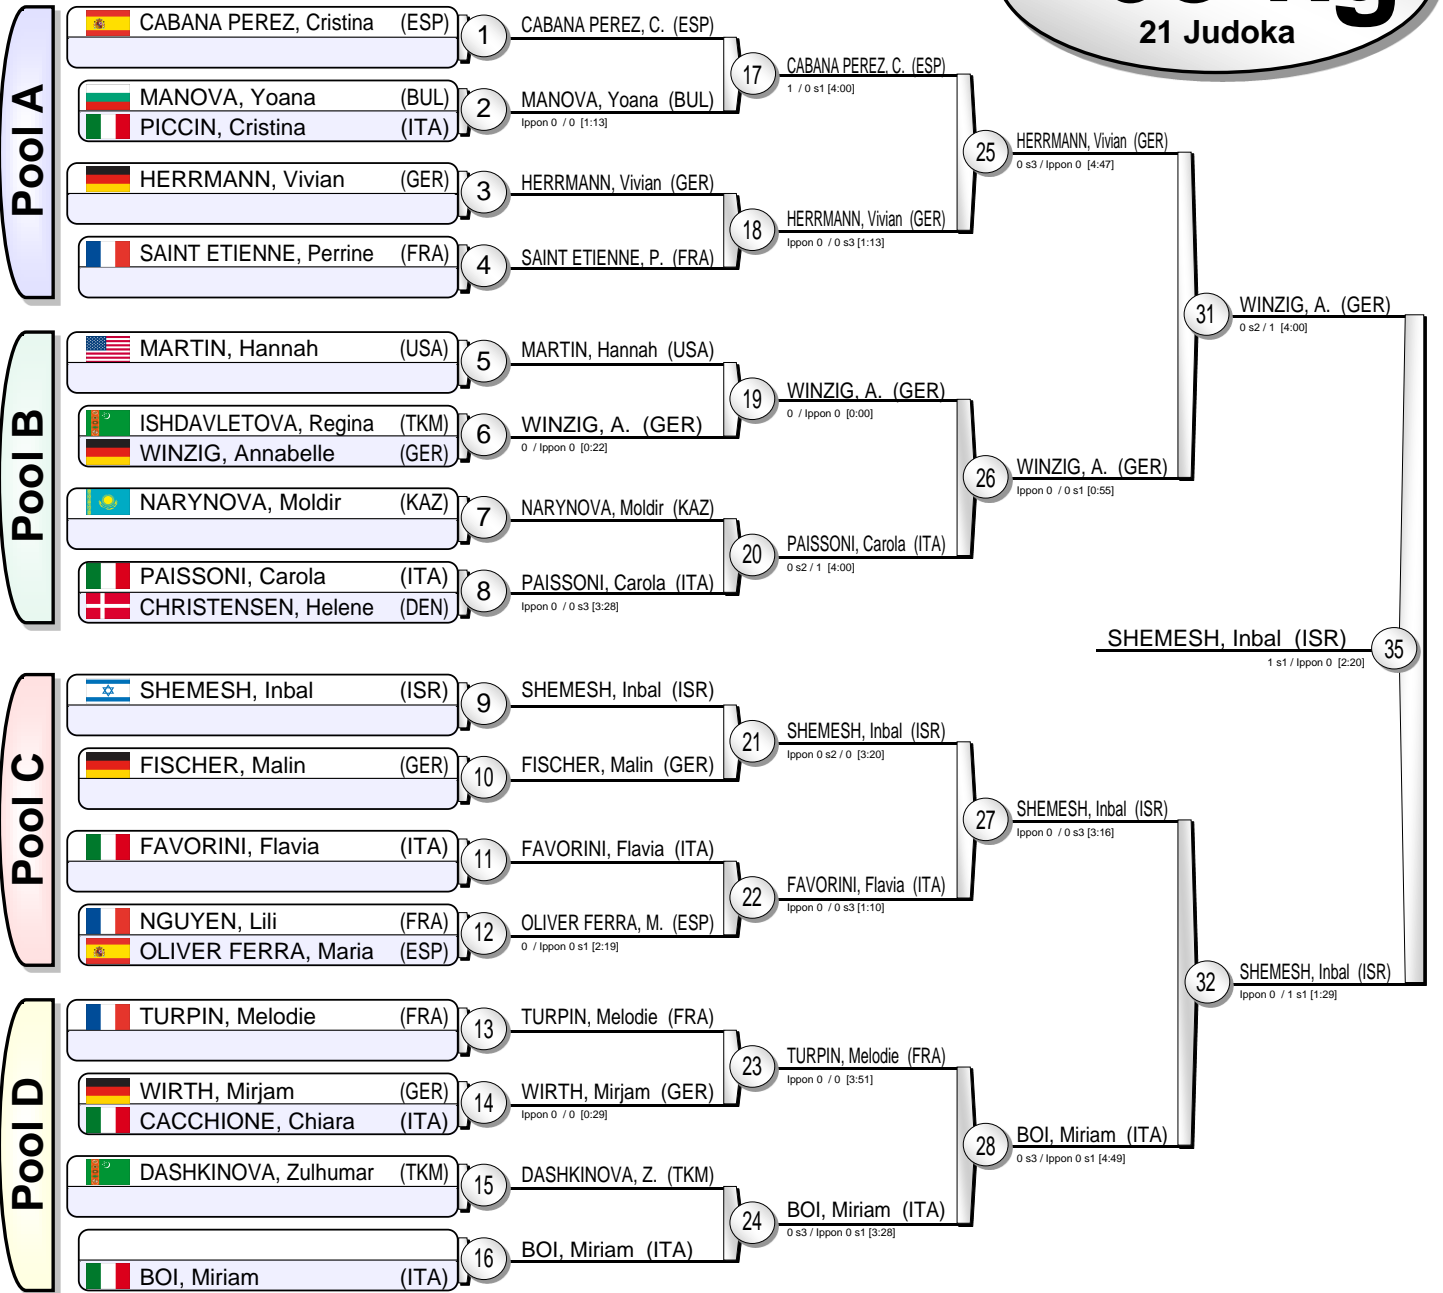 21 Judoka
Pool A
CABANA PEREZ, Cristina (ESP)
1
MANOVA, Yoana (BUL)
PICCIN, Cristina (ITA)
2
HERRMANN, Vivian (GER)
3
SAINT ETIENNE, Perrine (FRA)
4
CABANA PEREZ, C. (ESP)
MANOVA, Yoana (BUL)
Ippon 0 / 0 [1:13]
HERRMANN, Vivian (GER)
SAINT ETIENNE, P. (FRA)
17
CABANA PEREZ, C. (ESP)
1 / 0 s1 [4:00]
18
HERRMANN, Vivian (GER)
Ippon 0 / 0 s3 [1:13]
25
HERRMANN, Vivian (GER)
0 s3 / Ippon 0 [4:47]
Pool B
MARTIN, Hannah (USA)
5
ISHDAVLETOVA, Regina (TKM)
WINZIG, Annabelle (GER)
6
NARYNOVA, Moldir (KAZ)
7
PAISSONI, Carola (ITA)
CHRISTENSEN, Helene (DEN)
8
MARTIN, Hannah (USA)
WINZIG, A. (GER)
0 / Ippon 0 [0:22]
NARYNOVA, Moldir (KAZ)
PAISSONI, Carola (ITA)
Ippon 0 / 0 s3 [3:28]
19
WINZIG, A. (GER)
0 / Ippon 0 [0:00]
20
PAISSONI, Carola (ITA)
0 s2 / 1 [4:00]
26
WINZIG, A. (GER)
Ippon 0 / 0 s1 [0:55]
31
WINZIG, A. (GER)
0 s2 / 1 [4:00]
SHEMESH, Inbal (ISR)
1 s1 / Ippon 0 [2:20]
35
Pool C
SHEMESH, Inbal (ISR)
9
FISCHER, Malin (GER)
10
FAVORINI, Flavia (ITA)
11
NGUYEN, Lili (FRA)
OLIVER FERRA, Maria (ESP)
12
SHEMESH, Inbal (ISR)
FISCHER, Malin (GER)
FAVORINI, Flavia (ITA)
OLIVER FERRA, M. (ESP)
0 / Ippon 0 s1 [2:19]
21
SHEMESH, Inbal (ISR)
Ippon 0 s2 / 0 [3:20]
22
FAVORINI, Flavia (ITA)
Ippon 0 / 0 s3 [1:10]
27
SHEMESH, Inbal (ISR)
Ippon 0 / 0 s3 [3:16]
Pool D
TURPIN, Melodie (FRA)
13
WIRTH, Mirjam (GER)
CACCHIONE, Chiara (ITA)
14
DASHKINOVA, Zulhumar (TKM)
15
BOI, Miriam (ITA)
16
TURPIN, Melodie (FRA)
WIRTH, Mirjam (GER)
Ippon 0 / 0 [0:29]
DASHKINOVA, Z. (TKM)
BOI, Miriam (ITA)
23
TURPIN, Melodie (FRA)
Ippon 0 / 0 [3:51]
24
BOI, Miriam (ITA)
0 s3 / Ippon 0 s1 [3:28]
28
BOI, Miriam (ITA)
0 s3 / Ippon 0 s1 [4:49]
32
SHEMESH, Inbal (ISR)
Ippon 0 / 1 s1 [1:29]